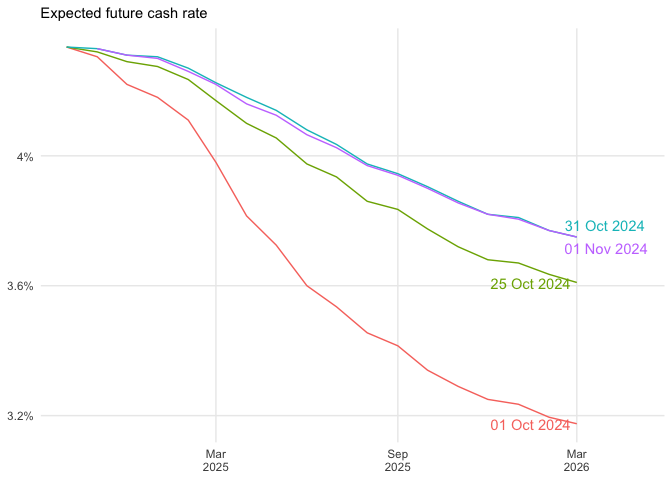 Expected future cash rate
4%
31 Oct 2024
01 Nov 2024
3.6%
25 Oct 2024
3.2%
01 Oct 2024
Mar
2025
Sep
2025
Mar
2026